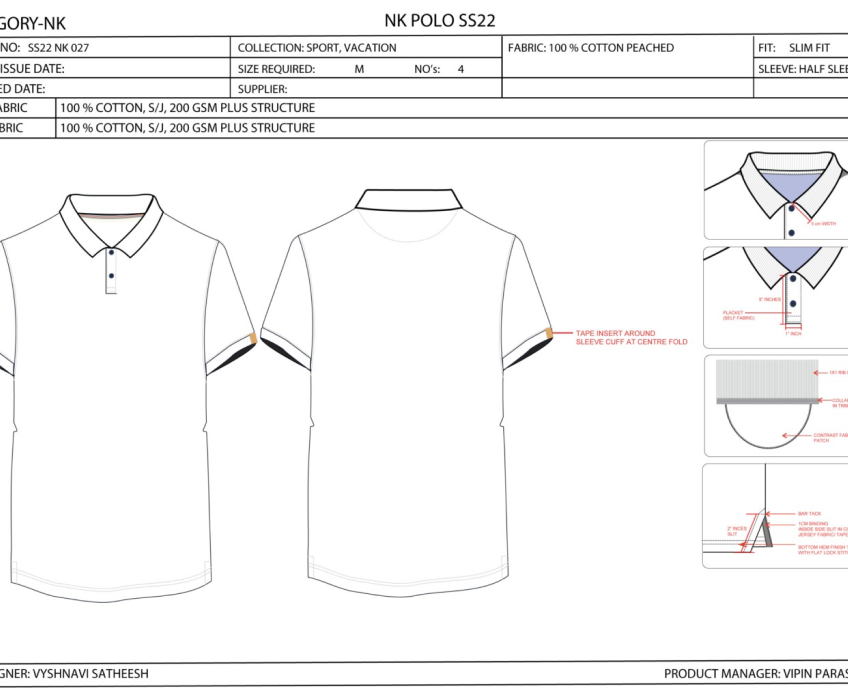 GORY-NK
NK POLO SS22
NO: SS22 NK 027
COLLECTION: SPORT, VACATION
FABRIC: 100 % COTTON PEACHED
FIT: SLIM FIT
ISSUE DATE:
SIZE REQUIRED: M NO's: 4
SLEEVE: HALF SLEE
ED DATE:
SUPPLIER:
ABRIC 100 % COTTON, S/J, 200 GSM PLUS STRUCTURE
BRIC 100 % COTTON, S/J, 200 GSM PLUS STRUCTURE
cm WIDTH
TAPE INSERT AROUND
SLEEVE CUFF AT CENTRE FOLD
INCHES
PLACKET
(SELF FABRIC)
1" INCH
1X1 RIB
COLLA
IN TRIM
CONTRAST FAB
PATCH
BAR TACK
1CM BINDING
INSIDE SIDE SLIT IN C
JERSEY FABRIC/ TAPE
2" INCES
SLIT
BOTTOM HEM FINISH
WITH FLAT LOCK STIT
GNER: VYSHNAVI SATHEESH
PRODUCT MANAGER: VIPIN PARAS